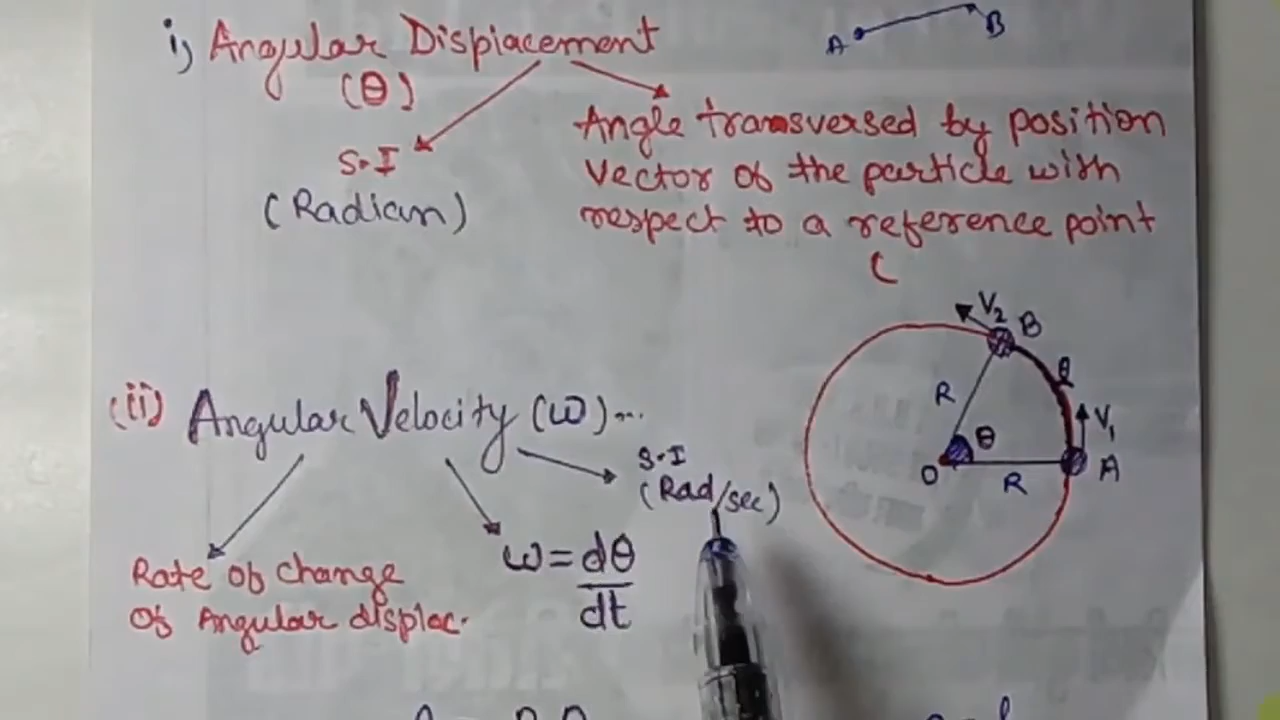 i) Angular Displacement
(θ)
S.I
(Radian)
A B
Angle transversed by position
Vector of the particle with
respect to a reference point
(
V2 B
R
V1
θ
O R A
(ii) Angular Velocity (ω)...
S.I
(Rad/sec)
Rate of change
of Angular displac.
ω = dθ
dt